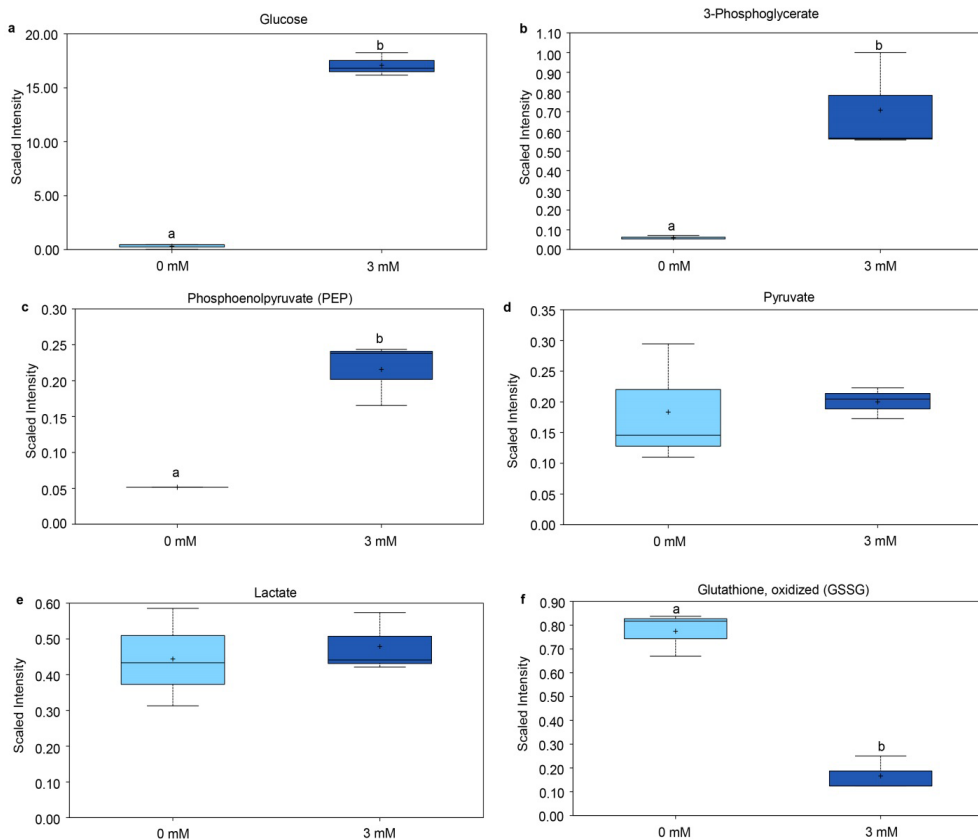 a
Glucose
20.00
15.00
10.00
5.00
0.00
Scaled Intensity
a
b
0 mM
3 mM
b
3-Phosphoglycerate
1.10
1.00
0.90
0.80
0.70
0.60
0.50
0.40
0.30
0.20
0.10
0.00
Scaled Intensity
a
b
0 mM
3 mM
c
Phosphoenolpyruvate (PEP)
0.30
0.25
0.20
0.15
0.10
0.05
0.00
Scaled Intensity
a
b
0 mM
3 mM
d
Pyruvate
0.35
0.30
0.35
0.20
0.15
0.10
0.05
0.00
Scaled Intensity
0 mM
3 mM
e
Lactate
0.60
0.50
0.40
0.30
0.20
0.10
0.00
Scaled Intensity
0 mM
3 mM
f
Glutathione, oxidized (GSSG)
0.90
0.80
0.70
0.60
0.50
0.40
0.30
0.20
0.10
0.00
Scaled Intensity
a
b
0 mM
3 mM